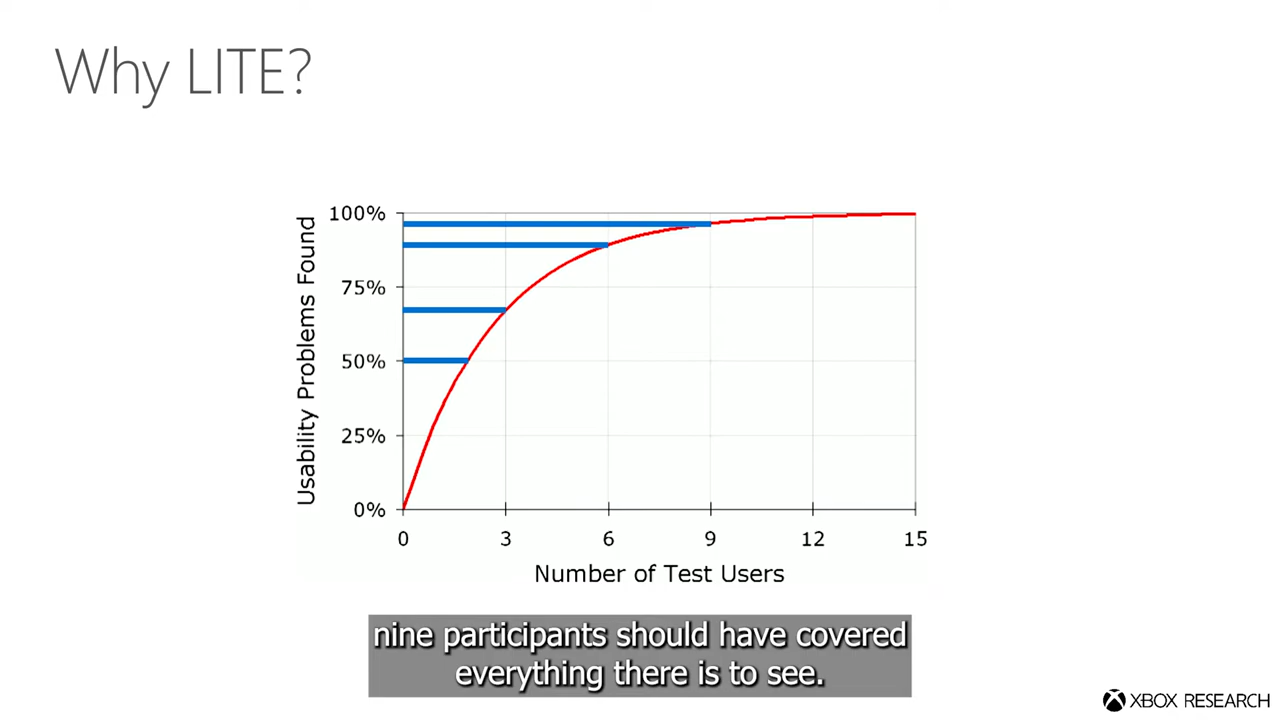 Why LITE?
Usability Problems Found
100%
75%
50%
25%
0%
0 3 6 9 12 15
Number of Test Users
nine participants should have covered
everything there is to see.
XBOX RESEARCH